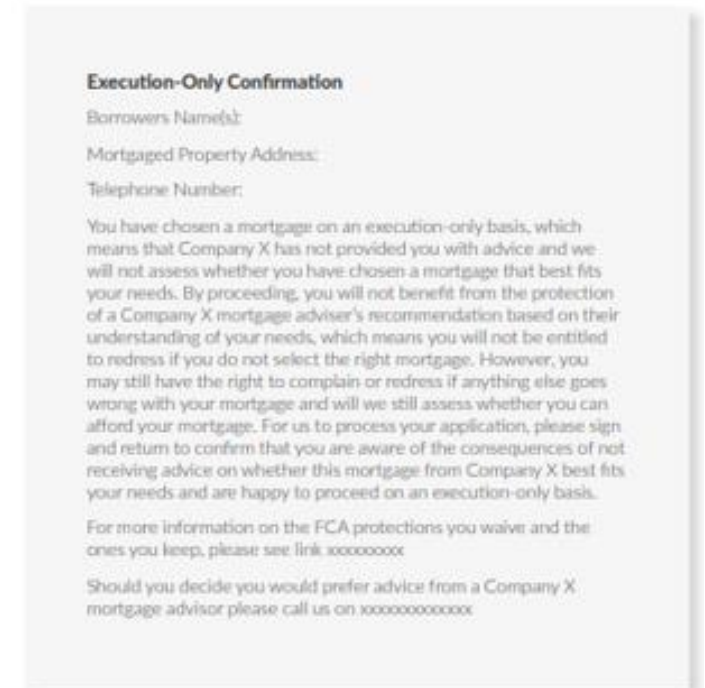 Execution-Only Confirmation
Borrowers Name(s):
Mortgaged Property Address:
Telephone Number:
You have chosen a mortgage on an execution-only basis, which
means that Company X has not provided you with advice and we
will not assess whether you have chosen a mortgage that best fits
your needs. By proceeding, you will not benefit from the protection
of a Company X mortgage adviser's recommendation based on their
understanding of your needs, which means you will not be entitled
to redress if you do not select the right mortgage. However, you
may still have the right to complain or redress if anything else goes
wrong with your mortgage and will we still assess whether you can
afford your mortgage. For us to process your application, please sign
and return to confirm that you are aware of the consequences of not
receiving advice on whether this mortgage from Company X best fits
your needs and are happy to proceed on an execution-only basis.
For more information on the FCA protections you waive and the
ones you keep, please see link xxxxxxxxx
Should you decide you would prefer advice from a Company X
mortgage advisor please call us on xxxxxxxxxxxxx